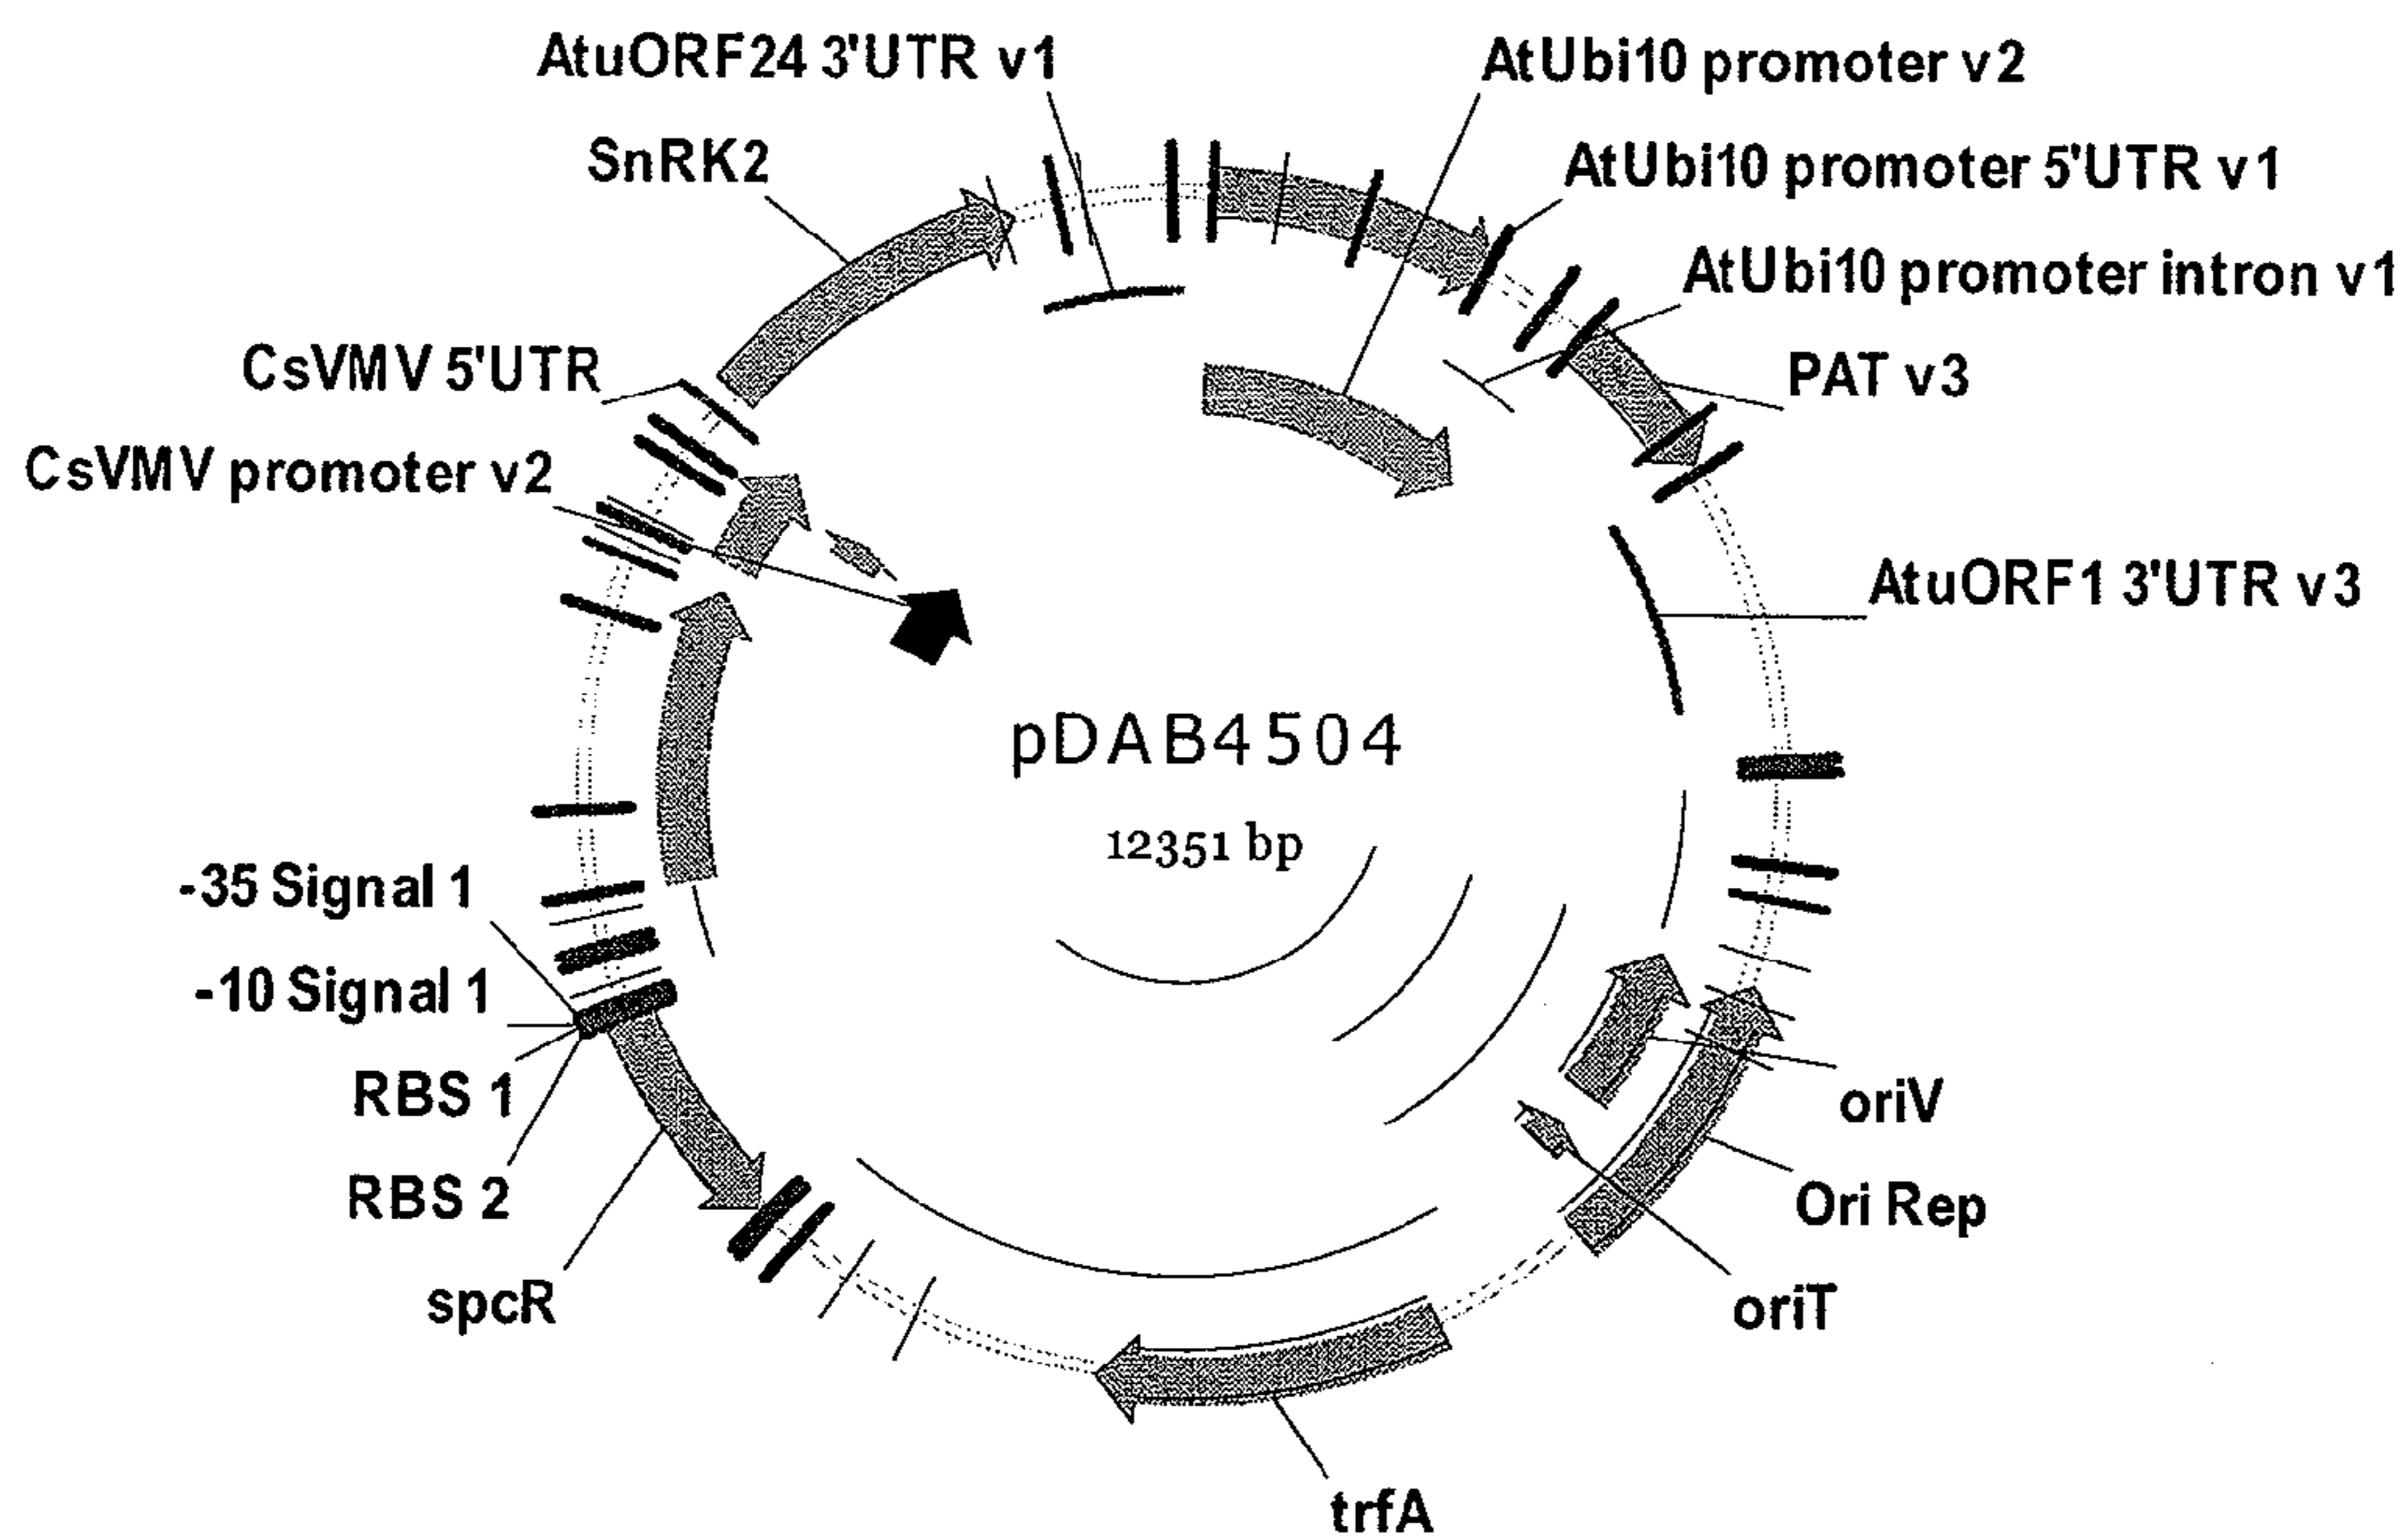 AtuORF24 3'UTR v1
AtUbi10 promoter v2
SnRK2
AtUbi10 promoter 5'UTR v1
AtUbi10 promoter intron v1
CsVMV 5'UTR
PAT v3
CsVMV promoter v2
AtuORF1 3'UTR v3
pDAB4504
12351 bp
-35 Signal 1
-10 Signal 1
RBS 1
oriV
RBS 2
Ori Rep
spcR
oriT
trfA